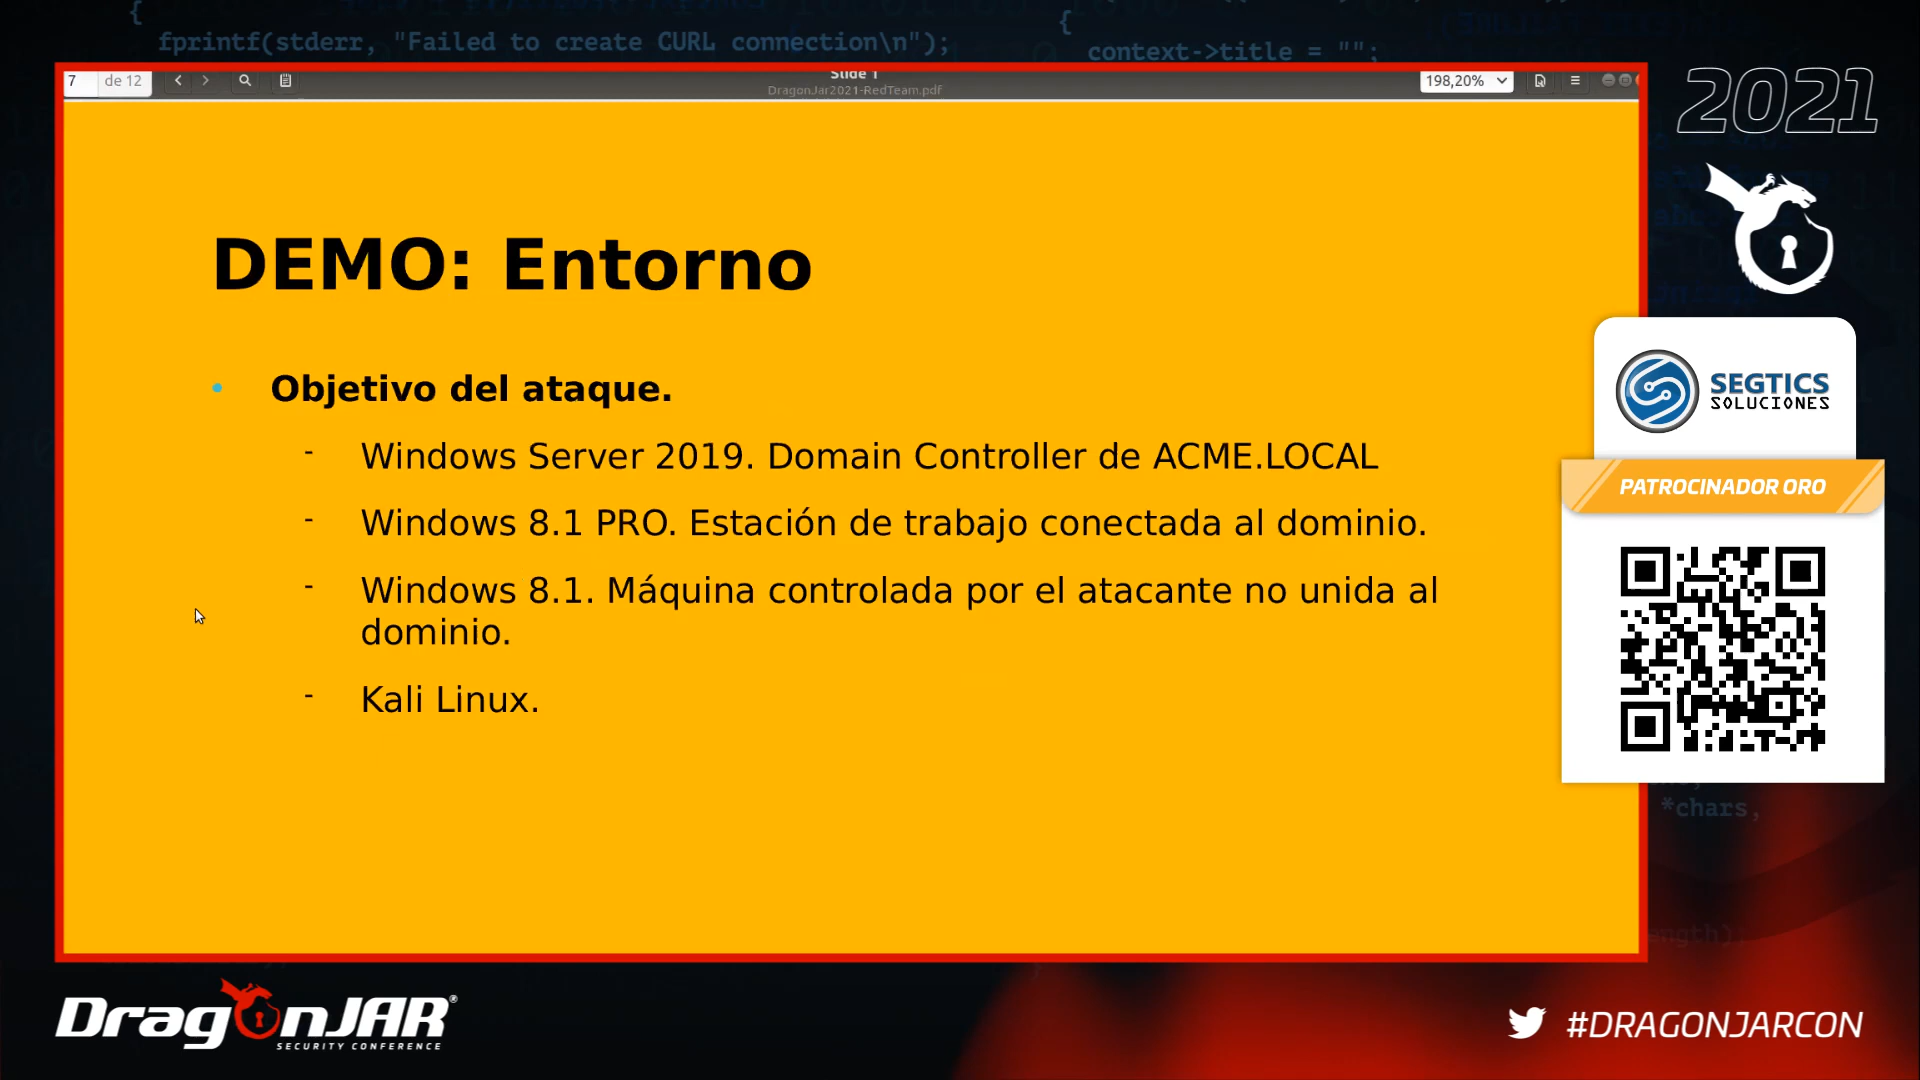 {
{
fprintf(stderr, "Failed to create CURL connection\n");
context->title = "";
7 de 12
Slide 1
DragonJar2021-RedTeam.pdf
198,20%
2021
DEMO: Entorno
• Objetivo del ataque.
- Windows Server 2019. Domain Controller de ACME.LOCAL
- Windows 8.1 PRO. Estación de trabajo conectada al dominio.
- Windows 8.1. Máquina controlada por el atacante no unida al
dominio.
- Kali Linux.
SEGTICS
SOLUCIONES
PATROCINADOR ORO
*chars,
DragonJAR®
SECURITY CONFERENCE
#DRAGONJARCON